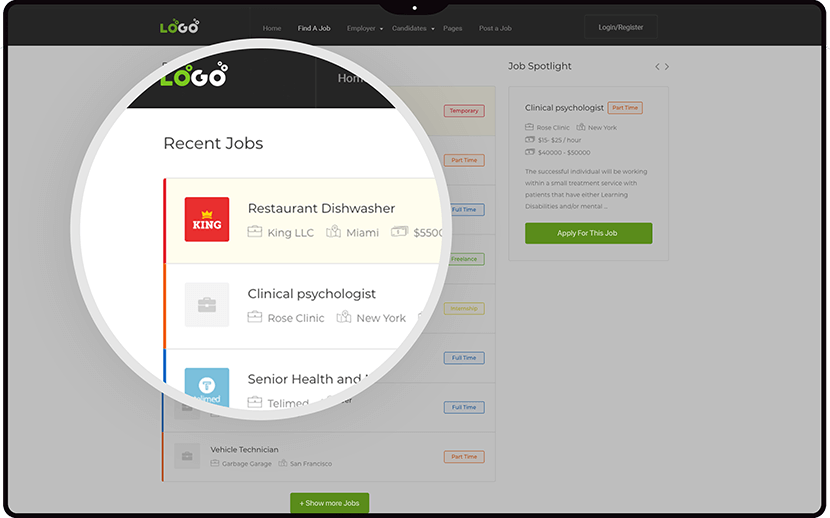 LOGO
Home
Find A Job
Employer
Candidates
Pages
Post a Job
Login/Register
LOGO
Recent Jobs
Restaurant Dishwasher
King LLC Miami $5500
KING
Clinical psychologist
Rose Clinic New York
Senior Health and
Telimed
Telimed
Temporary
Part Time
Full Time
Freelance
Internship
Full Time
Full Time
Vehicle Technician
Garbage Garage San Francisco
Part Time
+ Show more Jobs
Job Spotlight
Clinical psychologist Part Time
Rose Clinic New York
$15- $25 / hour
$40000 - $50000
The successful individual will be working
within a small treatment service with
patients that have either Learning
Disabilities and/or mental ...
Apply For This Job